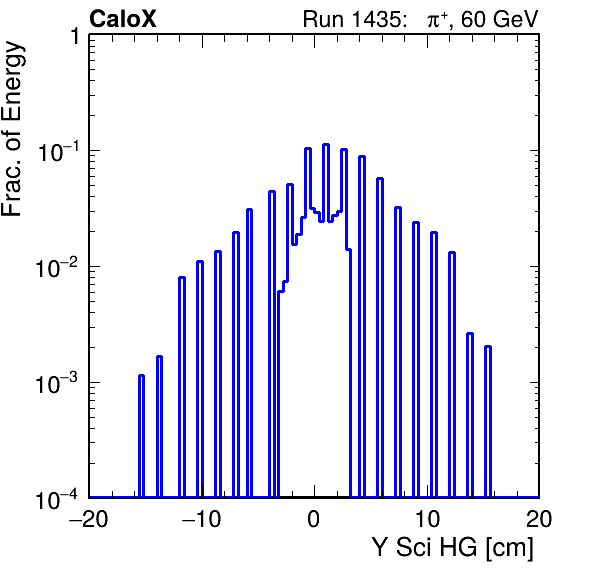 CaloX Run 1435: π⁺, 60 GeV
Frac. of Energy
1
10⁻¹
10⁻²
10⁻³
10⁻⁴
−20 −10 0 10 20
Y Sci HG [cm]